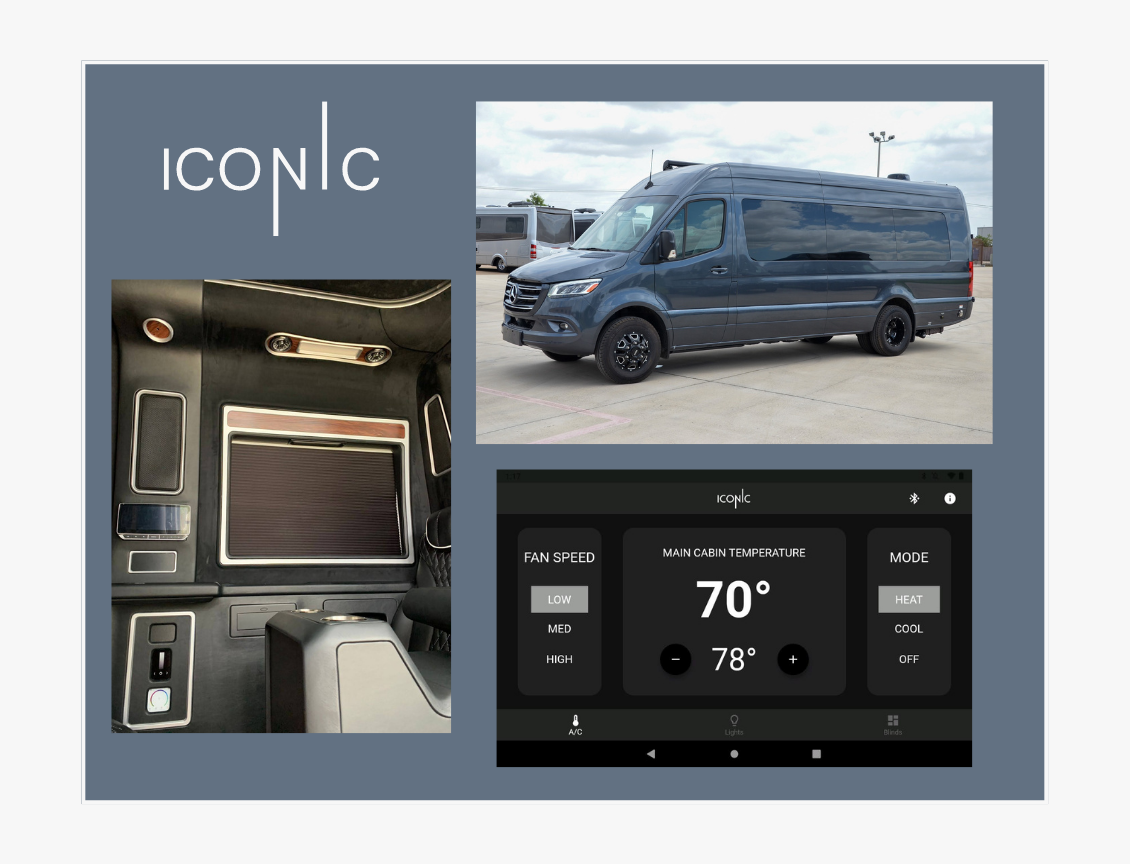 ICONIC
ICONIC
FAN SPEED
LOW
MED
HIGH
MAIN CABIN TEMPERATURE
70°
− 78° +
MODE
HEAT
COOL
OFF
A/C
Lights
Blinds